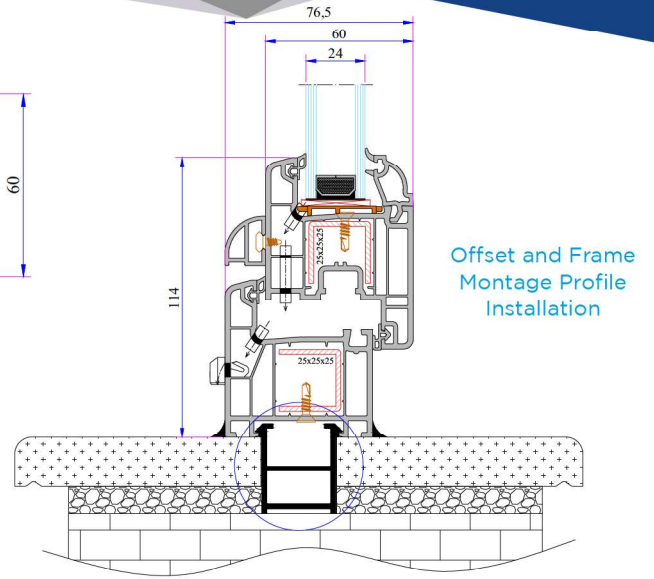 76,5
60
24
60
114
25x25x25
Offset and Frame
Montage Profile
Installation
25x25x25